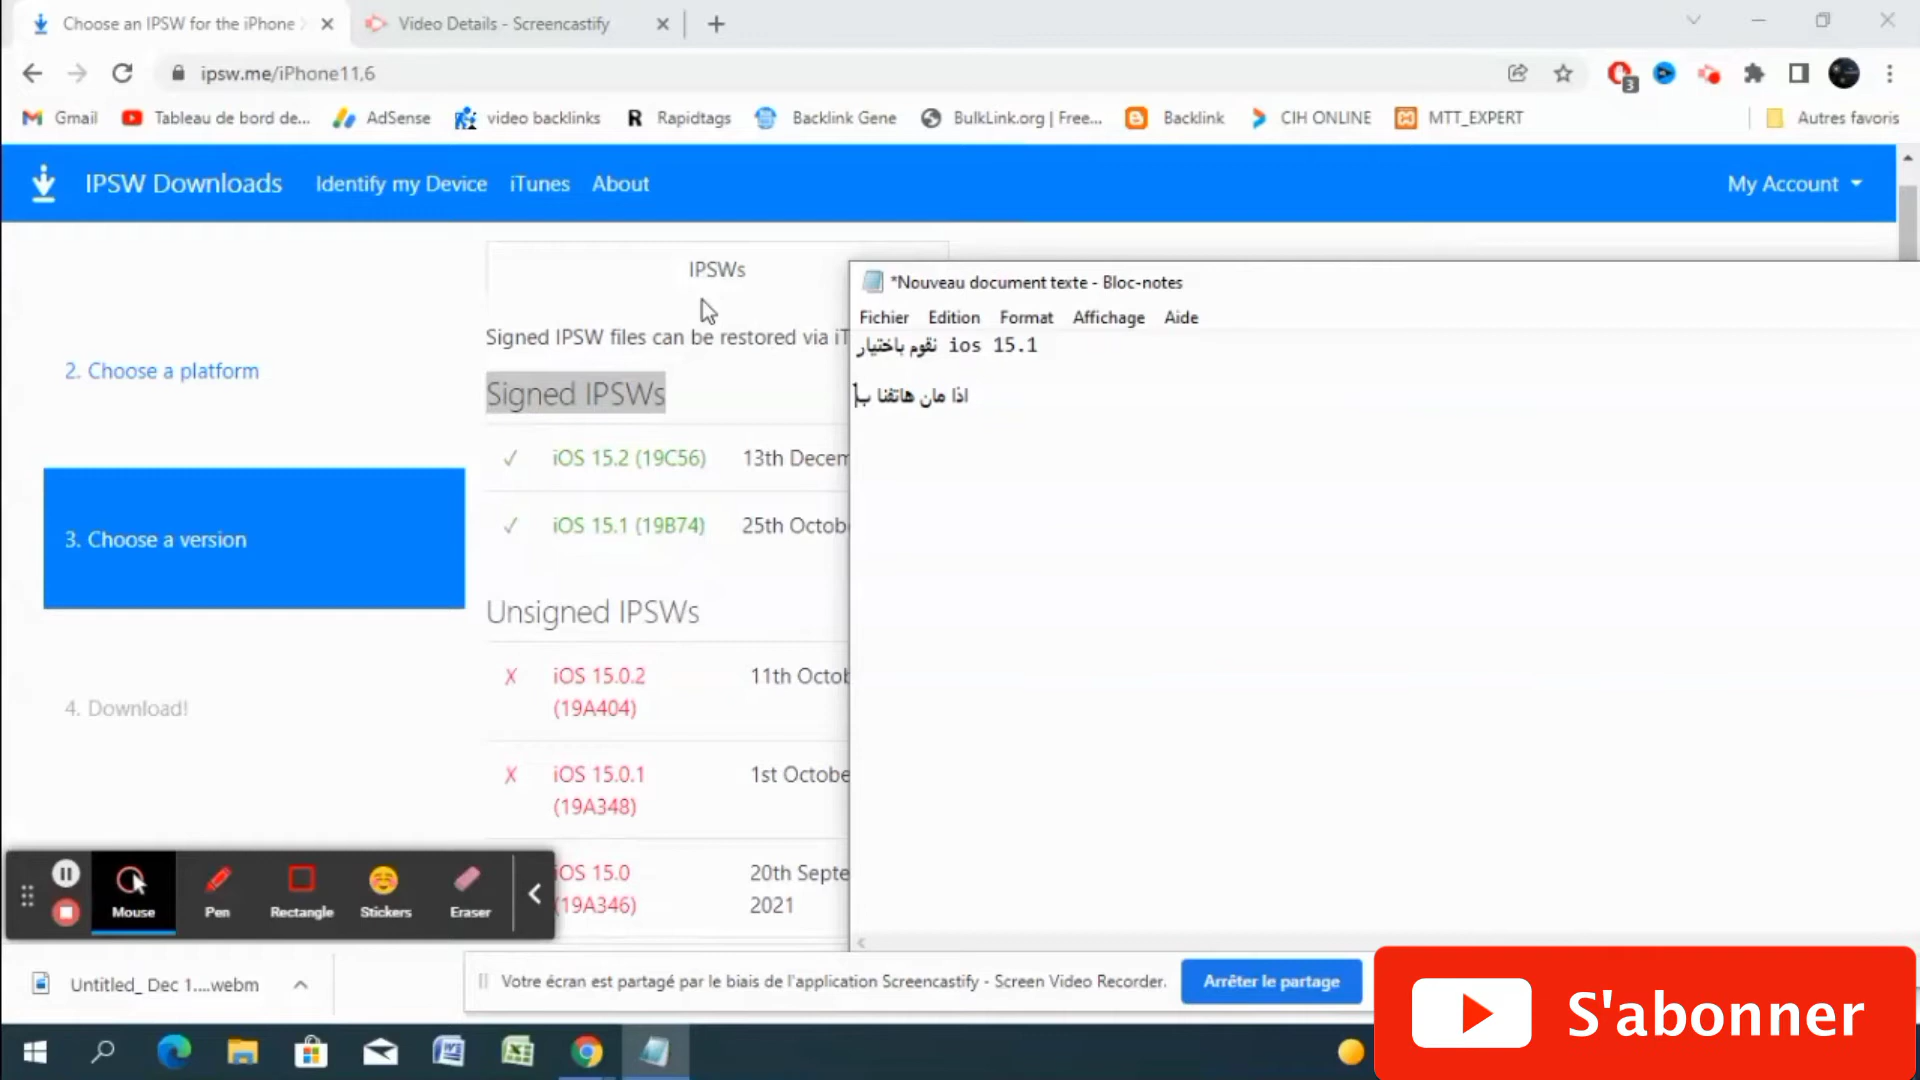 Choose an IPSW for the iPhone
Video Details - Screencastify
ipsw.me/iPhone11,6
3
Gmail
Tableau de bord de...
AdSense
video backlinks
Rapidtags
Backlink Gene
BulkLink.org | Free...
Backlink
CIH ONLINE
MTT_EXPERT
Autres favoris
IPSW Downloads
Identify my Device
iTunes
About
My Account
2. Choose a platform
3. Choose a version
4. Download!
IPSWs
Signed IPSW files can be restored via iT
Signed IPSWs
✓ iOS 15.2 (19C56) 13th Decem
✓ iOS 15.1 (19B74) 25th Octob
Unsigned IPSWs
X iOS 15.0.2 (19A404) 11th Octob
X iOS 15.0.1 (19A348) 1st Octobe
iOS 15.0 (19A346) 20th Septe 2021
*Nouveau document texte - Bloc-notes
Fichier Edition Format Affichage Aide
نقوم باختيار ios 15.1
اذا مان هاتفنا ب
Mouse
Pen
Rectangle
Stickers
Eraser
Untitled_ Dec 1....webm
Votre écran est partagé par le biais de l'application Screencastify - Screen Video Recorder.
Arrêter le partage
S'abonner